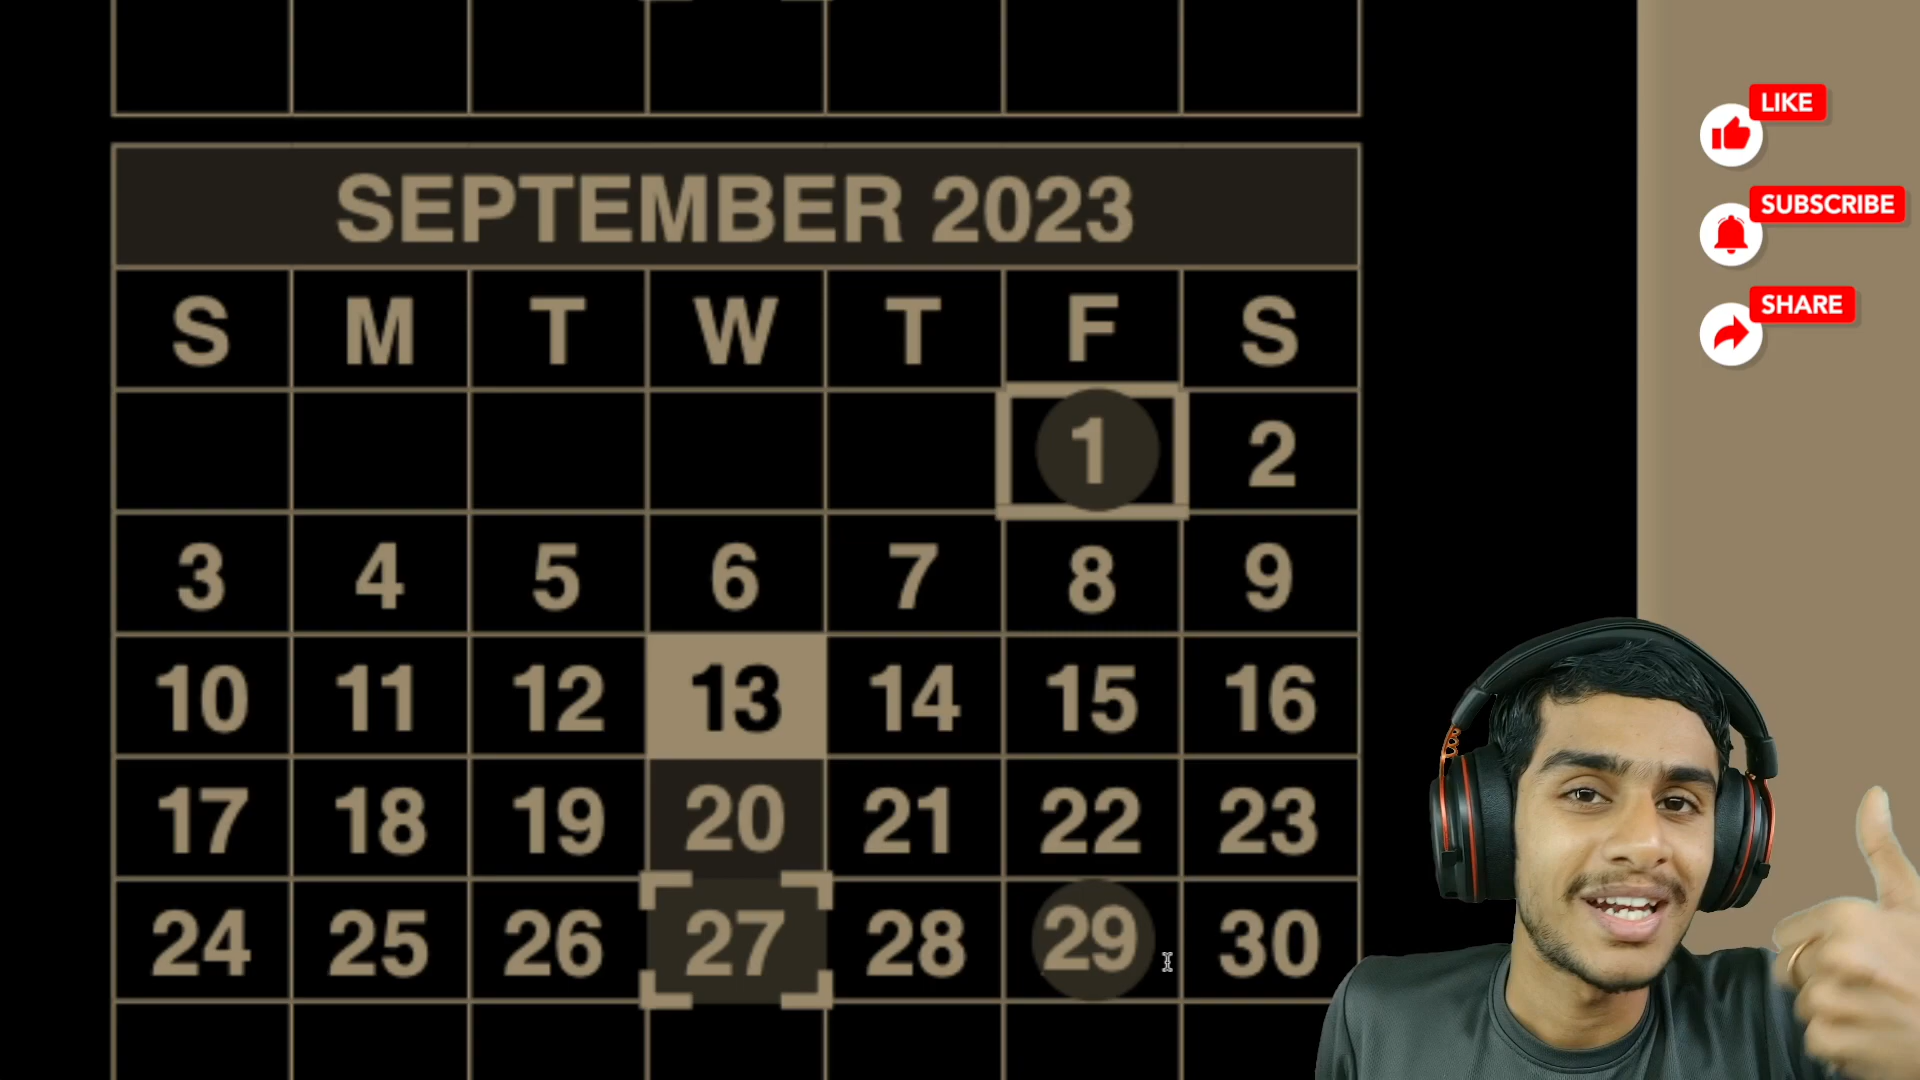 LIKE
SUBSCRIBE
SHARE
SEPTEMBER 2023
S M T W T F S
1 2
3 4 5 6 7 8 9
10 11 12 13 14 15 16
17 18 19 20 21 22 23
24 25 26 27 28 29 30